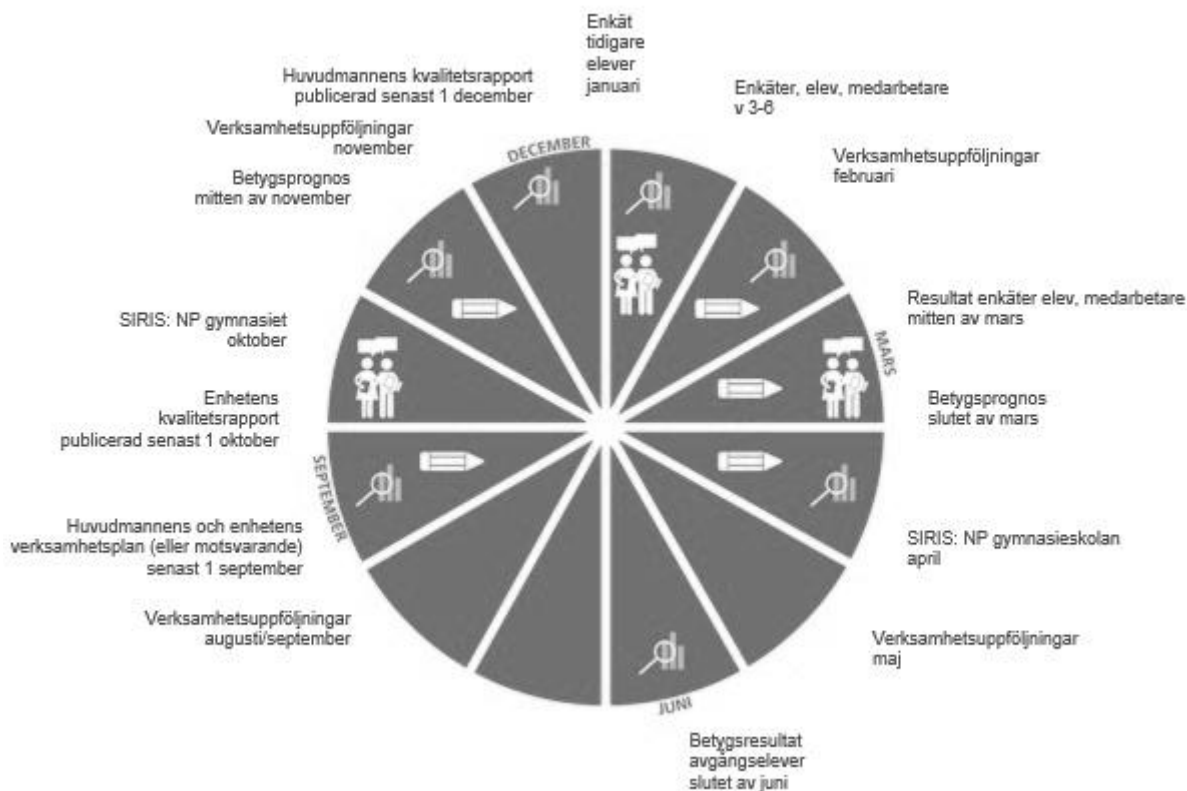 Enkät
tidigare
elever
januari
Enkäter, elev, medarbetare
v 3-6
Verksamhetsuppföljningar
februari
Resultat enkäter elev, medarbetare
mitten av mars
MARS
Betygsprognos
slutet av mars
SIRIS: NP gymnasieskolan
april
Verksamhetsuppföljningar
maj
JUNI
Betygsresultat
avgångselever
slutet av juni
Verksamhetsuppföljningar
augusti/september
Huvudmannens och enhetens
verksamhetsplan (eller motsvarande)
senast 1 september
SEPTEMBER
Enhetens
kvalitetsrapport
publicerad senast 1 oktober
SIRIS: NP gymnasiet
oktober
Betygsprognos
mitten av november
Verksamhetsuppföljningar
november
Huvudmannens kvalitetsrapport
publicerad senast 1 december
DECEMBER